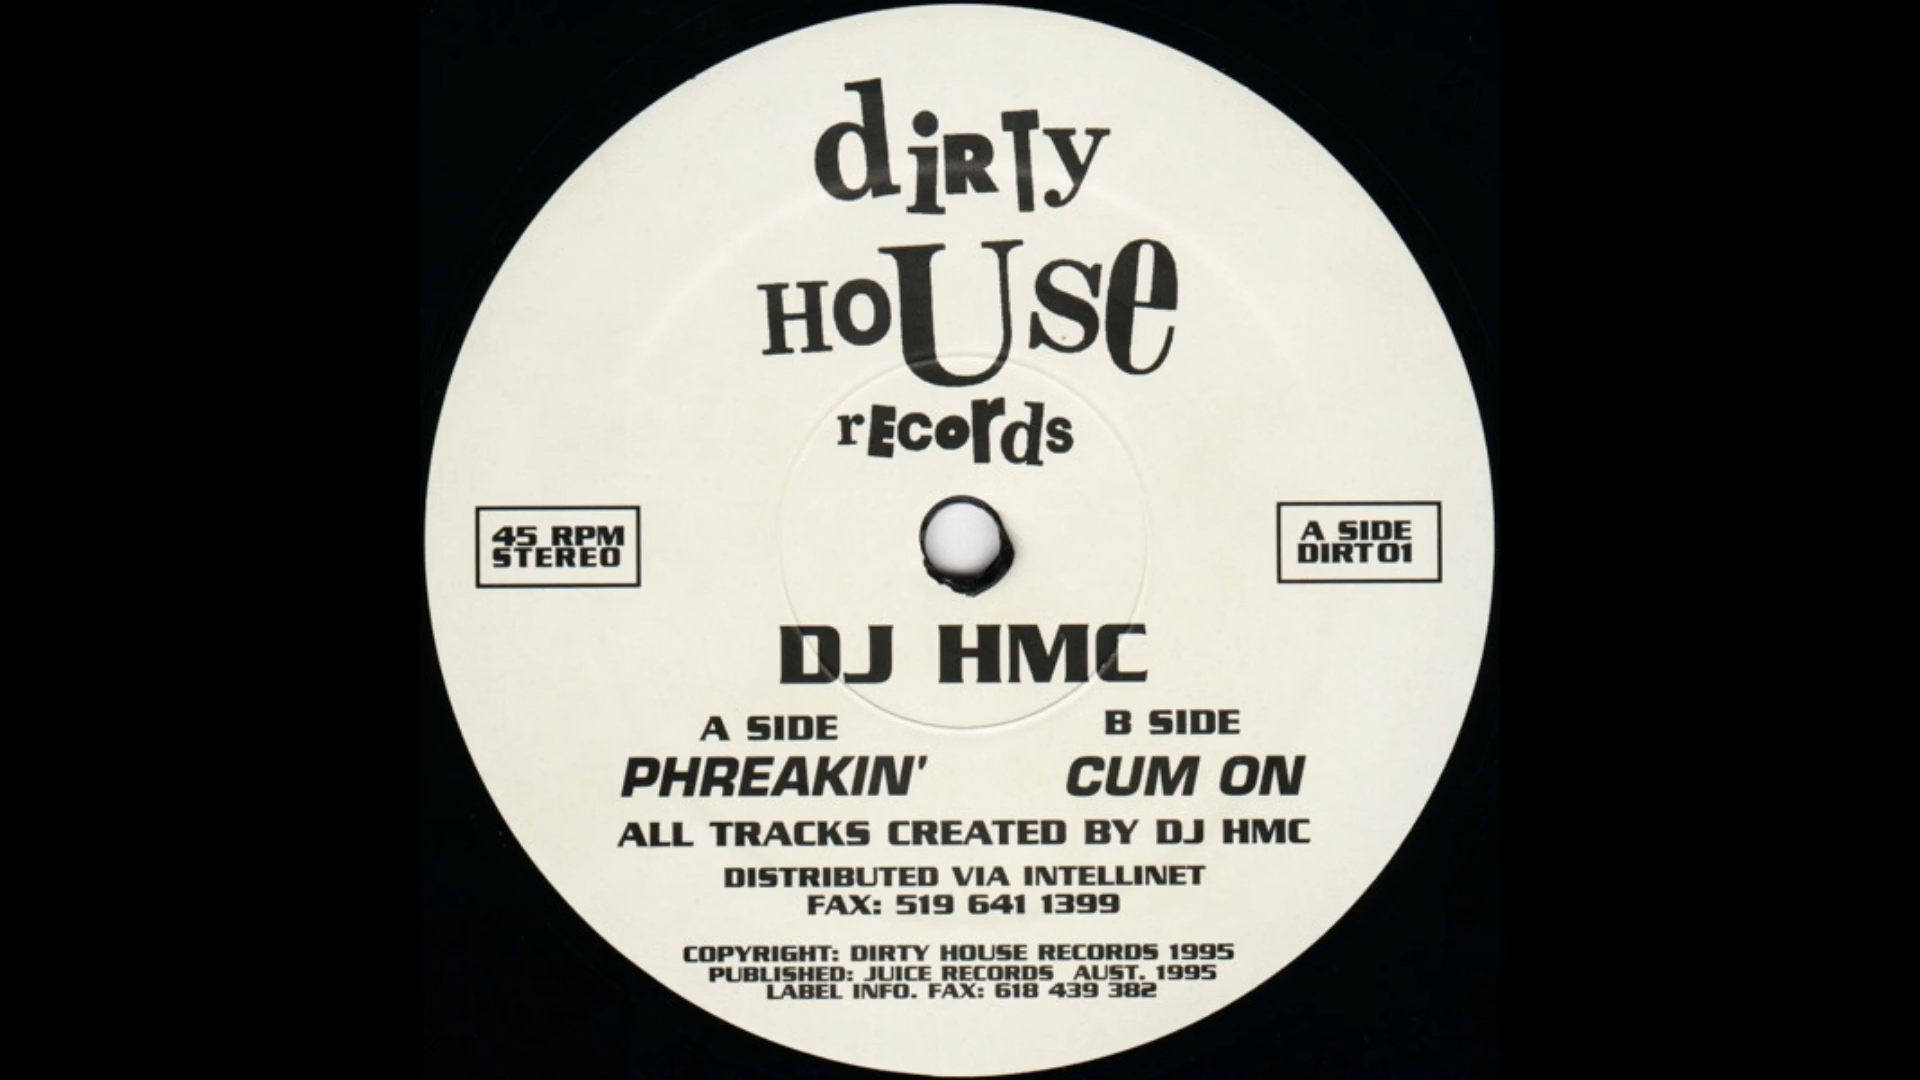 diRTy
HoUSe
rEcords
45 RPM
STEREO
A SIDE
DIRT 01
DJ HMC
A SIDE
PHREAKIN'
B SIDE
CUM ON
ALL TRACKS CREATED BY DJ HMC
DISTRIBUTED VIA INTELLINET
FAX: 519 641 1399
COPYRIGHT: DIRTY HOUSE RECORDS 1995
PUBLISHED: JUICE RECORDS AUST. 1995
LABEL INFO. FAX: 618 439 382